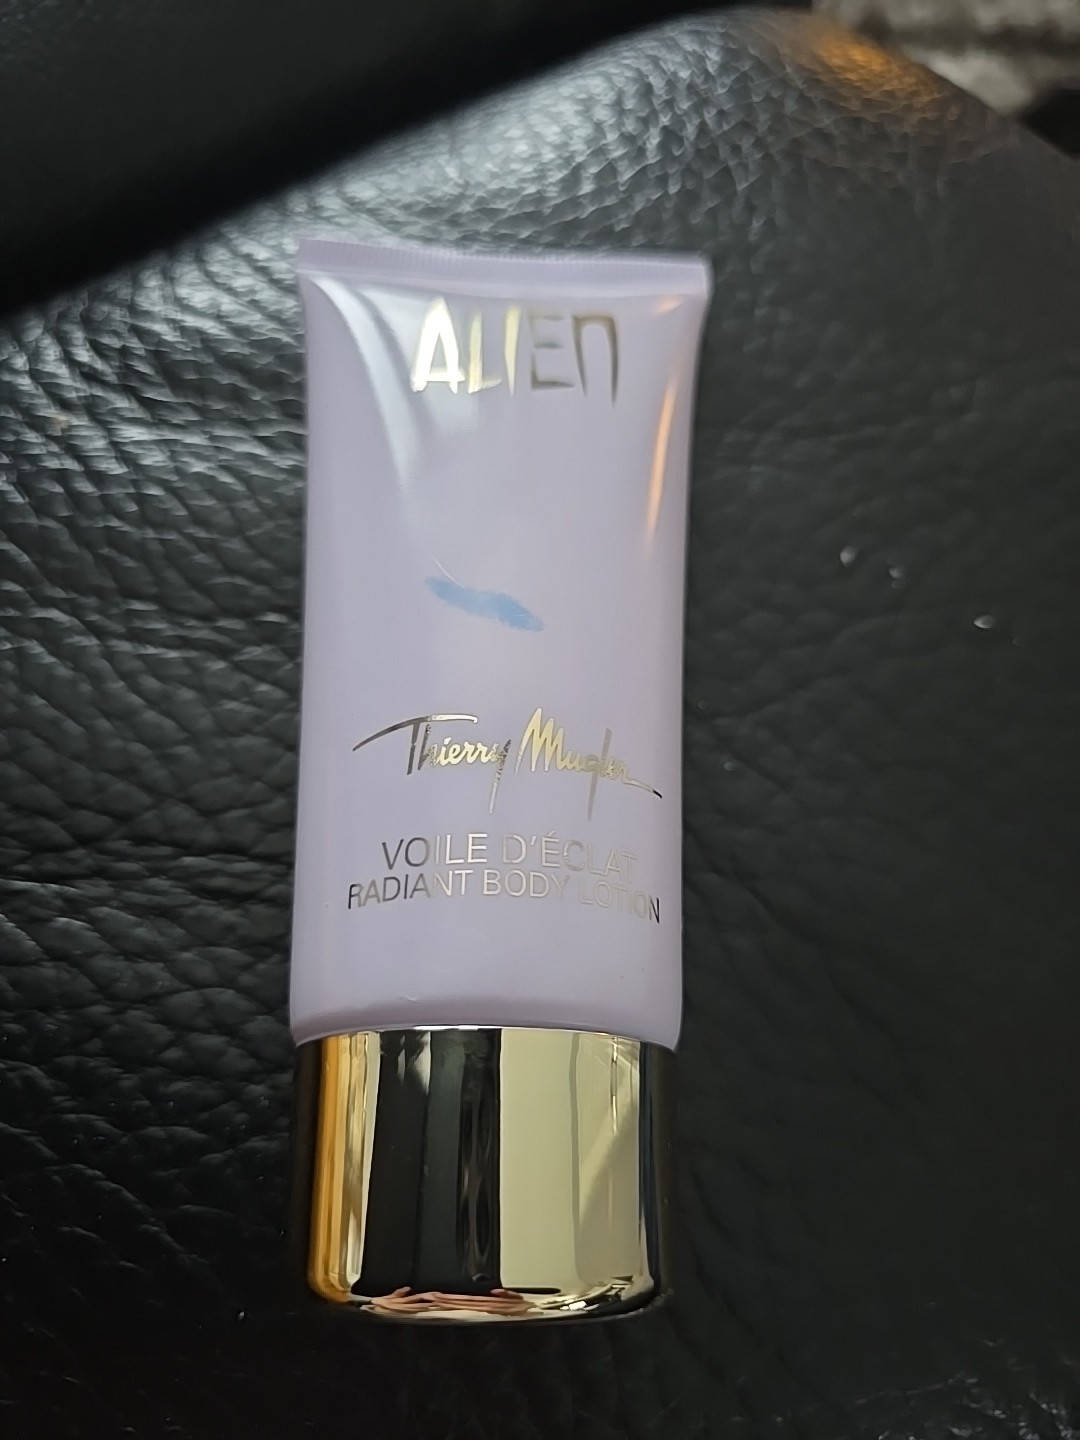 ALIEN
Thierry Mugler
VOILE D'ÉCLAT
RADIANT BODY LOTION